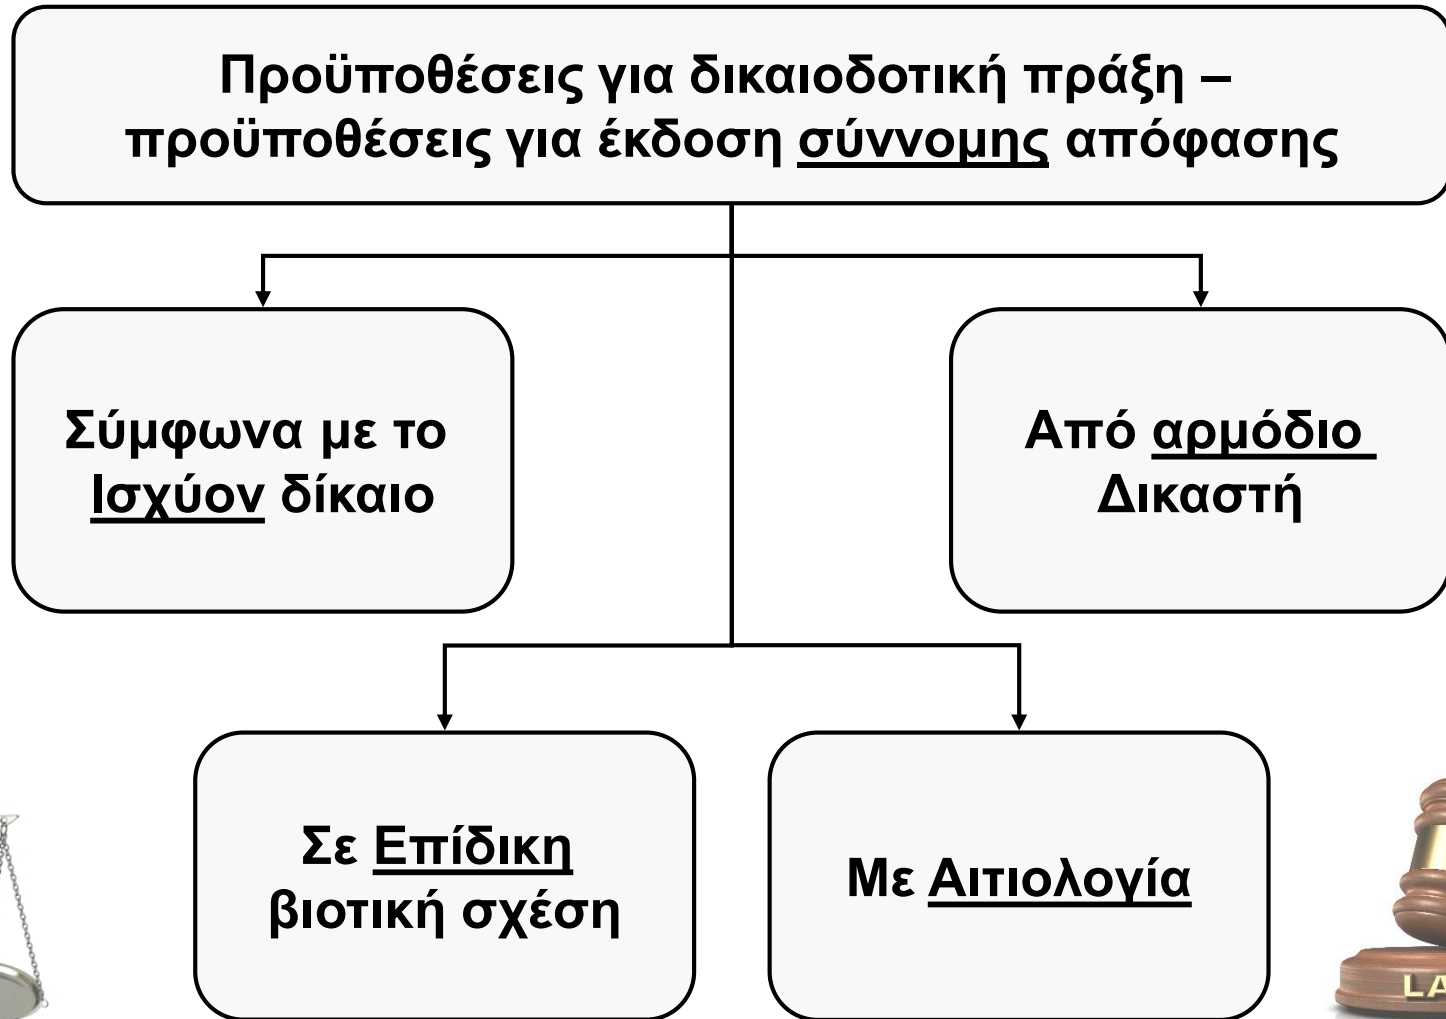 Προϋποθέσεις για δικαιοδοτική πράξη –
προϋποθέσεις για έκδοση σύννομης απόφασης
Σύμφωνα με το
Ισχύον δίκαιο
Από αρμόδιο
Δικαστή
Σε Επίδικη
βιοτική σχέση
Με Αιτιολογία
LA